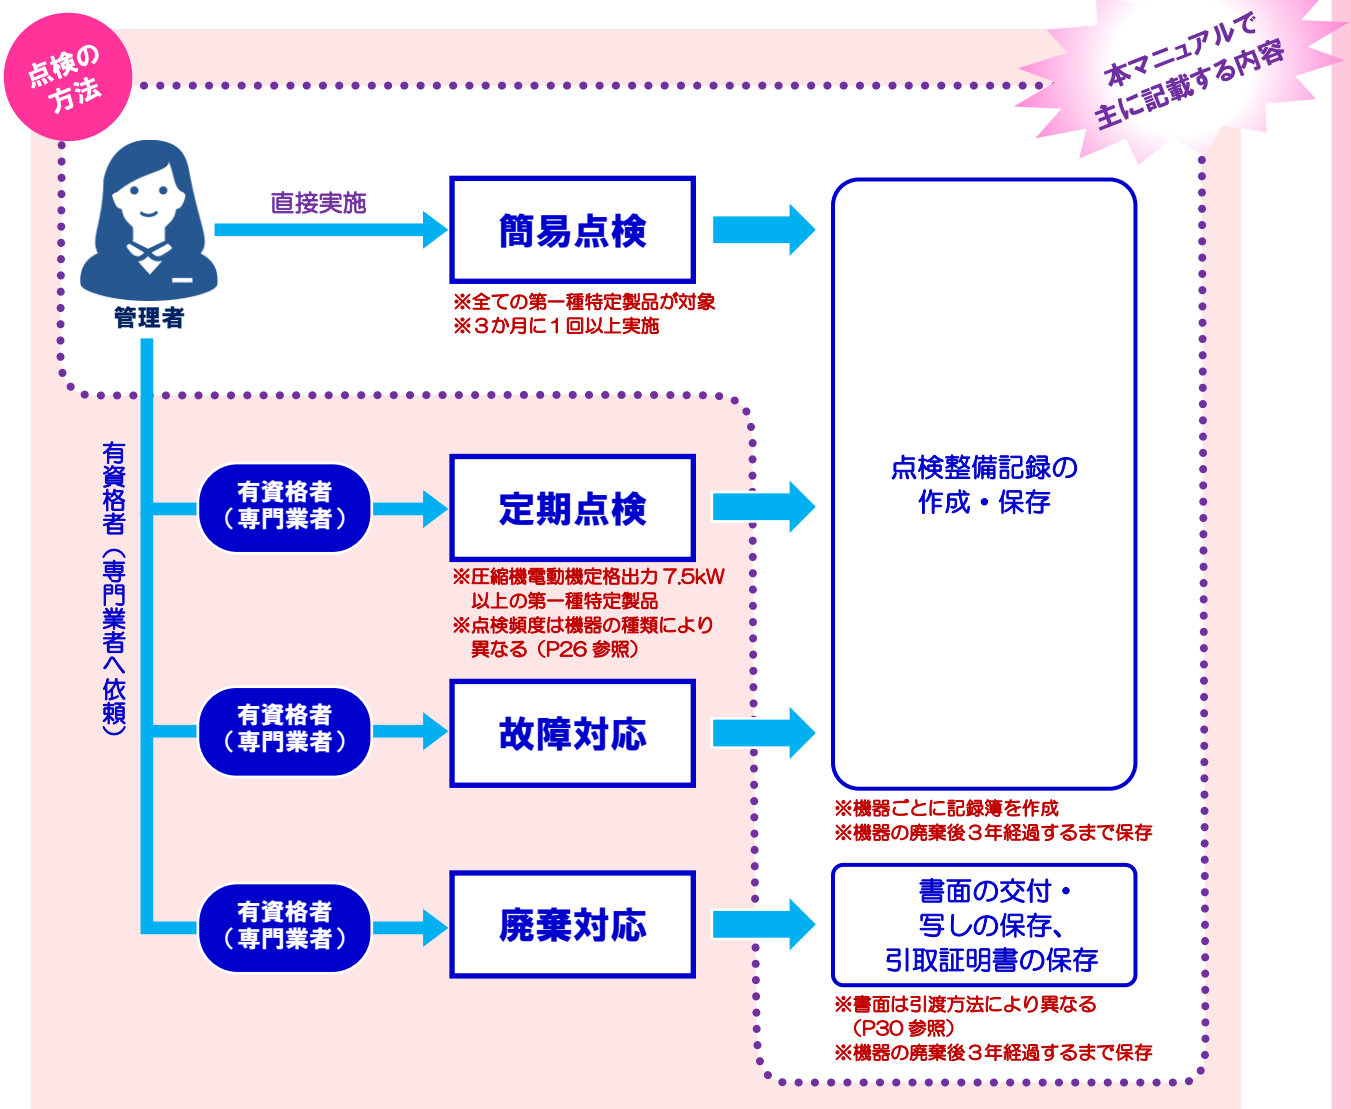 点検の
方法
本マニュアルで
主に記載する内容
直接実施
管理者
簡易点検
※全ての第一種特定製品が対象
※３か月に１回以上実施
有資格者（専門業者へ依頼）
有資格者
（専門業者）
定期点検
※圧縮機電動機定格出力 7.5kW
以上の第一種特定製品
※点検頻度は機器の種類により
異なる（P26 参照）
点検整備記録の
作成・保存
有資格者
（専門業者）
故障対応
※機器ごとに記録簿を作成
※機器の廃棄後３年経過するまで保存
有資格者
（専門業者）
廃棄対応
書面の交付・
写しの保存、
引取証明書の保存
※書面は引渡方法により異なる
（P30 参照）
※機器の廃棄後３年経過するまで保存